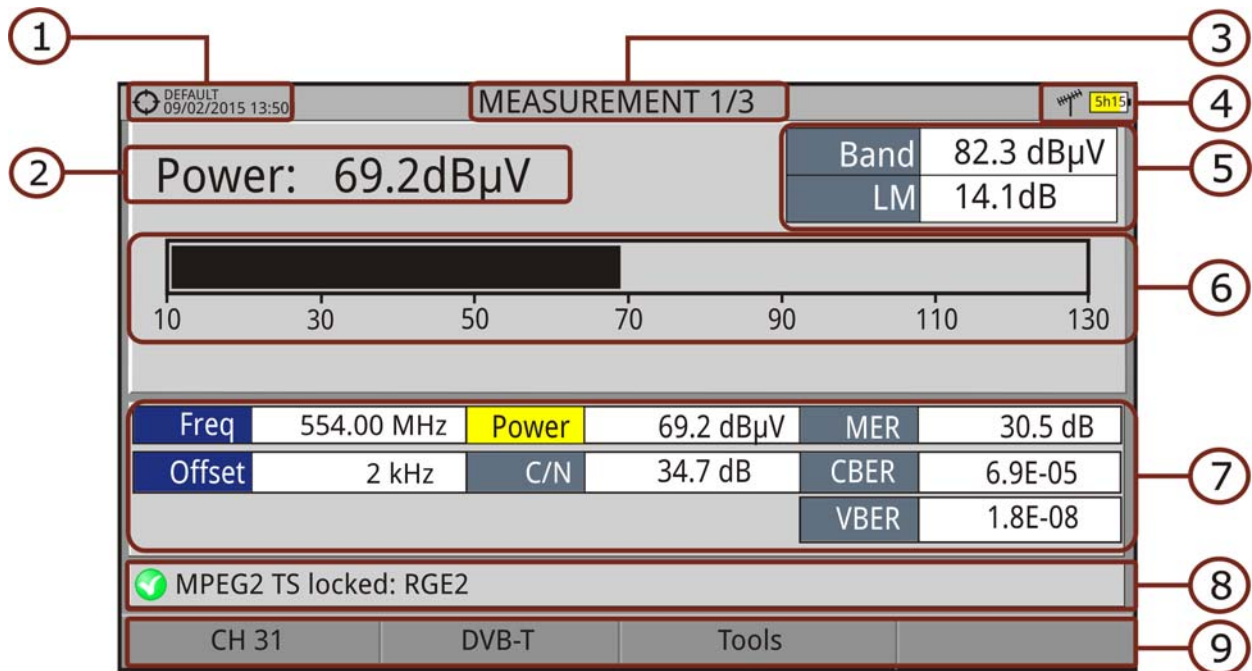 1
3
DEFAULT
09/02/2015 13:50
MEASUREMENT 1/3
5h15
4
2
Power: 69.2dBµV
Band 82.3 dBµV
LM 14.1dB
5
6
10 30 50 70 90 110 130
Freq 554.00 MHz Power 69.2 dBµV MER 30.5 dB
Offset 2 kHz C/N 34.7 dB CBER 6.9E-05
VBER 1.8E-08
7
MPEG2 TS locked: RGE2
8
CH 31 DVB-T Tools
9